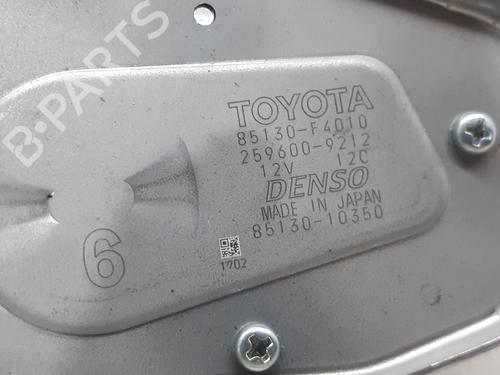 B-PARTS
TOYOTA
85130-F4010
259600-9212
12V 12C
DENSO
MADE IN JAPAN
85130-10350
1702
6